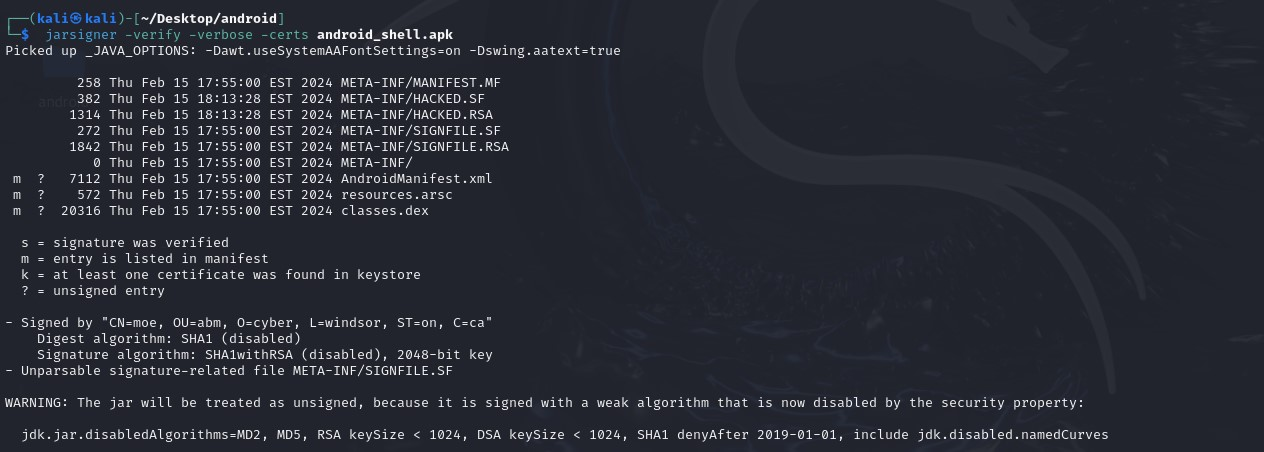 ┌──(kali㉿kali)-[~/Desktop/android]
└─$ jarsigner -verify -verbose -certs android_shell.apk
Picked up _JAVA_OPTIONS: -Dawt.useSystemAAFontSettings=on -Dswing.aatext=true
258 Thu Feb 15 17:55:00 EST 2024 META-INF/MANIFEST.MF
382 Thu Feb 15 18:13:28 EST 2024 META-INF/HACKED.SF
1314 Thu Feb 15 18:13:28 EST 2024 META-INF/HACKED.RSA
272 Thu Feb 15 17:55:00 EST 2024 META-INF/SIGNFILE.SF
1842 Thu Feb 15 17:55:00 EST 2024 META-INF/SIGNFILE.RSA
0 Thu Feb 15 17:55:00 EST 2024 META-INF/
m ? 7112 Thu Feb 15 17:55:00 EST 2024 AndroidManifest.xml
m ? 572 Thu Feb 15 17:55:00 EST 2024 resources.arsc
m ? 20316 Thu Feb 15 17:55:00 EST 2024 classes.dex
s = signature was verified
m = entry is listed in manifest
k = at least one certificate was found in keystore
? = unsigned entry
- Signed by "CN=moe, OU=abm, O=cyber, L=windsor, ST=on, C=ca"
Digest algorithm: SHA1 (disabled)
Signature algorithm: SHA1withRSA (disabled), 2048-bit key
- Unparsable signature-related file META-INF/SIGNFILE.SF
WARNING: The jar will be treated as unsigned, because it is signed with a weak algorithm that is now disabled by the security property:
jdk.jar.disabledAlgorithms=MD2, MD5, RSA keySize < 1024, DSA keySize < 1024, SHA1 denyAfter 2019-01-01, include jdk.disabled.namedCurves